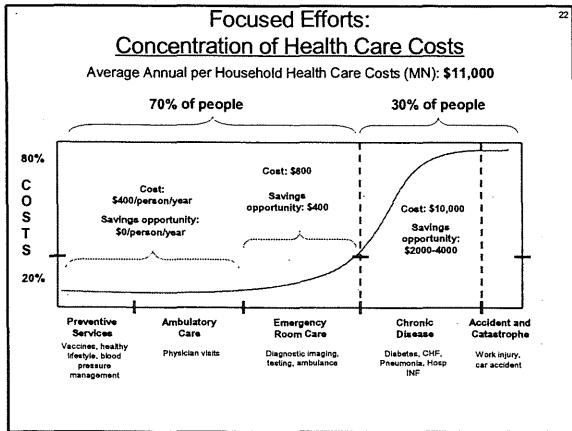 22
Focused Efforts:
Concentration of Health Care Costs
Average Annual per Household Health Care Costs (MN): $11,000
70% of people
30% of people
80%
COSTS
20%
Cost:
$400/person/year
Savings opportunity:
$0/person/year
Cost: $800
Savings
opportunity: $400
Cost: $10,000
Savings
opportunity:
$2000-4000
Preventive
Services
Vaccines, healthy
lifestyle, blood
pressure
management
Ambulatory
Care
Physician visits
Emergency
Room Care
Diagnostic imaging,
testing, ambulance
Chronic
Disease
Diabetes, CHF,
Pneumonia, Hosp
INF
Accident and
Catastrophe
Work injury,
car accident